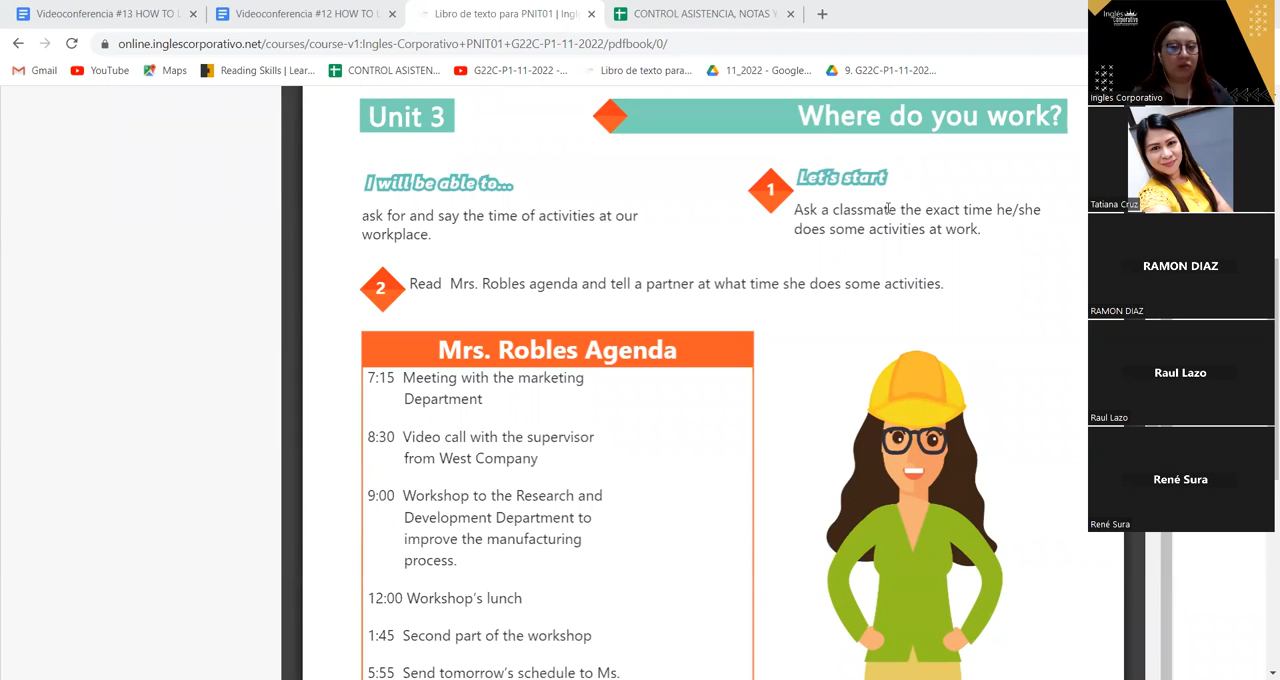 Videoconferencia #13 HOW TO U
Videoconferencia #12 HOW TO U
Libro de texto para PNIT01 | Ingl
CONTROL ASISTENCIA, NOTAS Y
online.inglescorporativo.net/courses/course-v1:Ingles-Corporativo+PNIT01+G22C-P1-11-2022/pdfbook/0/
Gmail
YouTube
Maps
Reading Skills | Lear...
CONTROL ASISTEN...
G22C-P1-11-2022 -...
Libro de texto para...
11_2022 - Google...
9. G22C-P1-11-202...
Unit 3
Where do you work?
I will be able to...
ask for and say the time of activities at our
workplace.
1
Let's start
Ask a classmate the exact time he/she
does some activities at work.
2
Read Mrs. Robles agenda and tell a partner at what time she does some activities.
Mrs. Robles Agenda
7:15 Meeting with the marketing
Department
8:30 Video call with the supervisor
from West Company
9:00 Workshop to the Research and
Development Department to
improve the manufacturing
process.
12:00 Workshop's lunch
1:45 Second part of the workshop
5:55 Send tomorrow's schedule to Ms.
Inglés
Corporativo
Ingles Corporativo
Tatiana Cruz
RAMON DIAZ
RAMON DIAZ
Raul Lazo
Raul Lazo
René Sura
René Sura